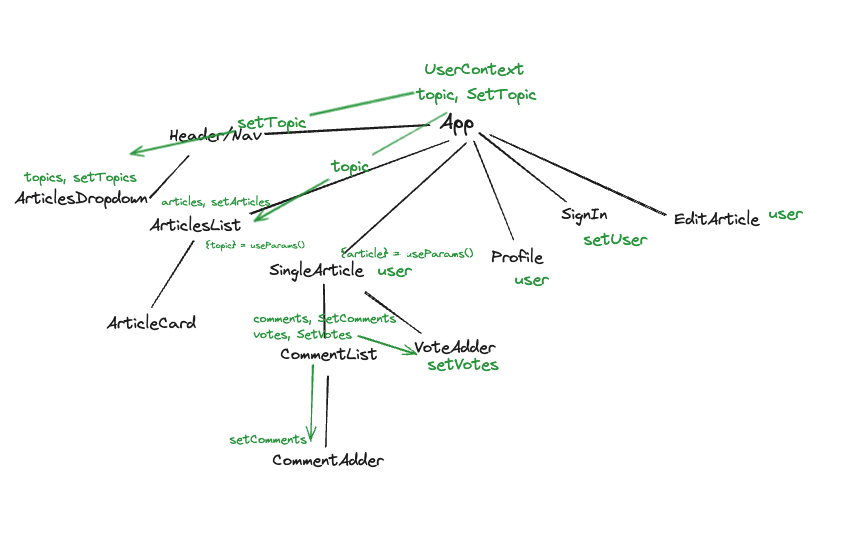 UserContext
topic, SetTopic
App
setTopic
Header/Nav
topic
topics, setTopics
ArticlesDropdown
articles, setArticles
ArticlesList
{topic} = useParams()
{article} = useParams()
SingleArticle
user
Profile
user
SignIn
setUser
EditArticle
user
ArticleCard
comments, SetComments
votes, SetVotes
CommentList
VoteAdder
setVotes
setComments
CommentAdder